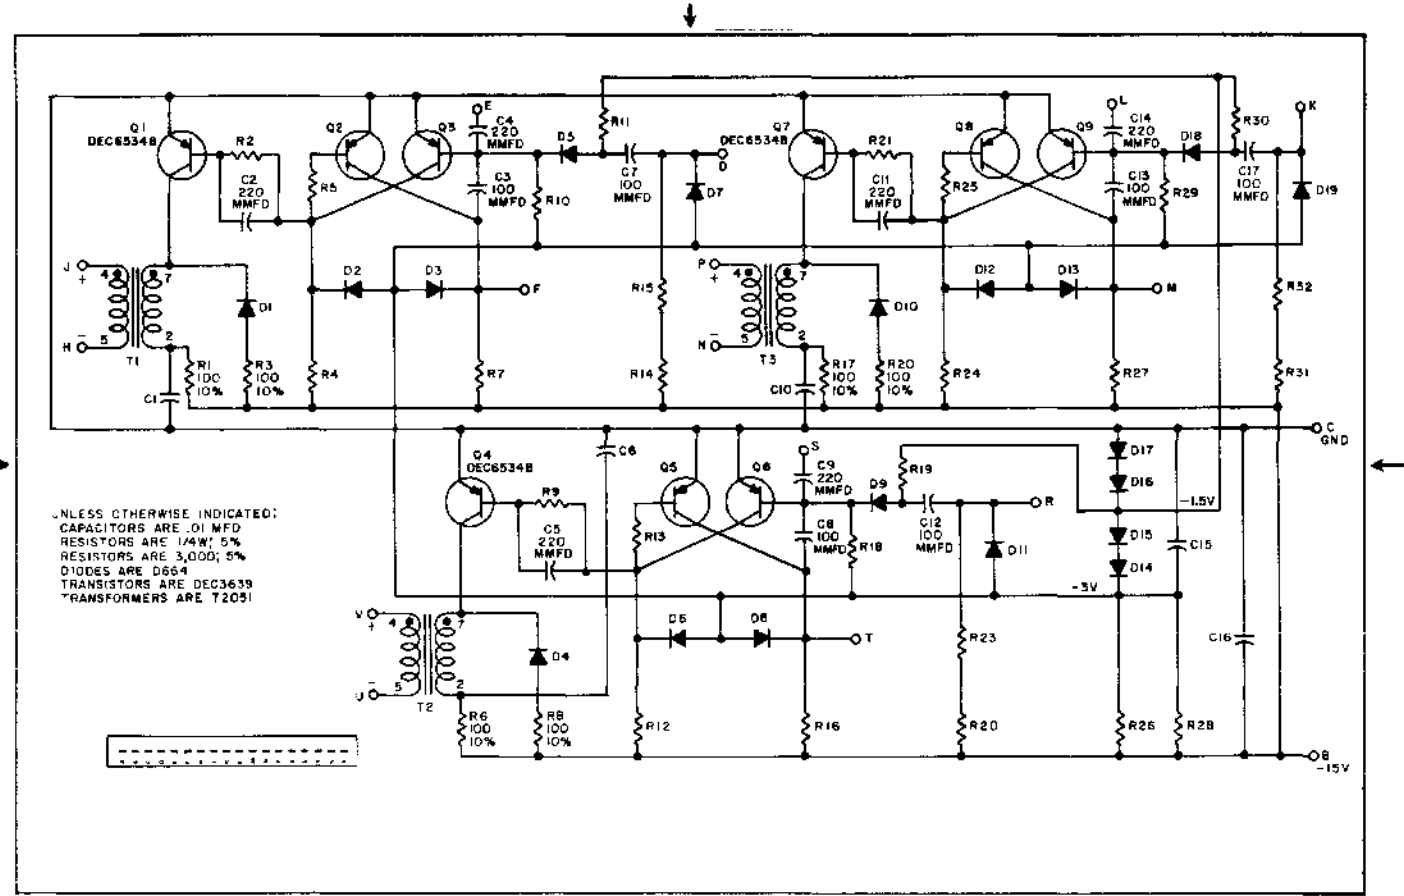 E
L
K
Q1
DEC6534B
R2
C2
220
MMFD
Q2
R5
Q3
C4
220
MMFD
C3
100
MMFD
D5
R10
R11
C7
100
MMFD
D
D7
Q7
DEC6534B
R21
C11
220
MMFD
Q8
R25
Q9
C14
220
MMFD
C13
100
MMFD
D18
R29
R30
C17
100
MMFD
D19
J
+
4
7
-
H
5
2
T1
D1
D2
D3
F
R15
P
+
4
7
-
N
5
2
T3
D10
D12
D13
M
R32
C1
R1
100
10%
R3
100
10%
R4
R7
R14
C10
R17
100
10%
R20
100
10%
R24
R27
R31
C
GND
Q4
DEC6534B
R9
C5
220
MMFD
C6
Q5
R13
Q6
S
C9
220
MMFD
C8
100
MMFD
D9
R18
R19
C12
100
MMFD
R
D11
D17
D16
-1.5V
D15
D14
C15
-3V
C16
UNLESS OTHERWISE INDICATED:
CAPACITORS ARE .01 MFD
RESISTORS ARE 1/4W; 5%
RESISTORS ARE 3,000; 5%
DIODES ARE D664
TRANSISTORS ARE DEC3639
TRANSFORMERS ARE T2051
V
+
4
7
-
U
5
2
T2
D4
D6
D8
T
R23
R6
100
10%
R8
100
10%
R12
R16
R20
R26
R28
B
-15V